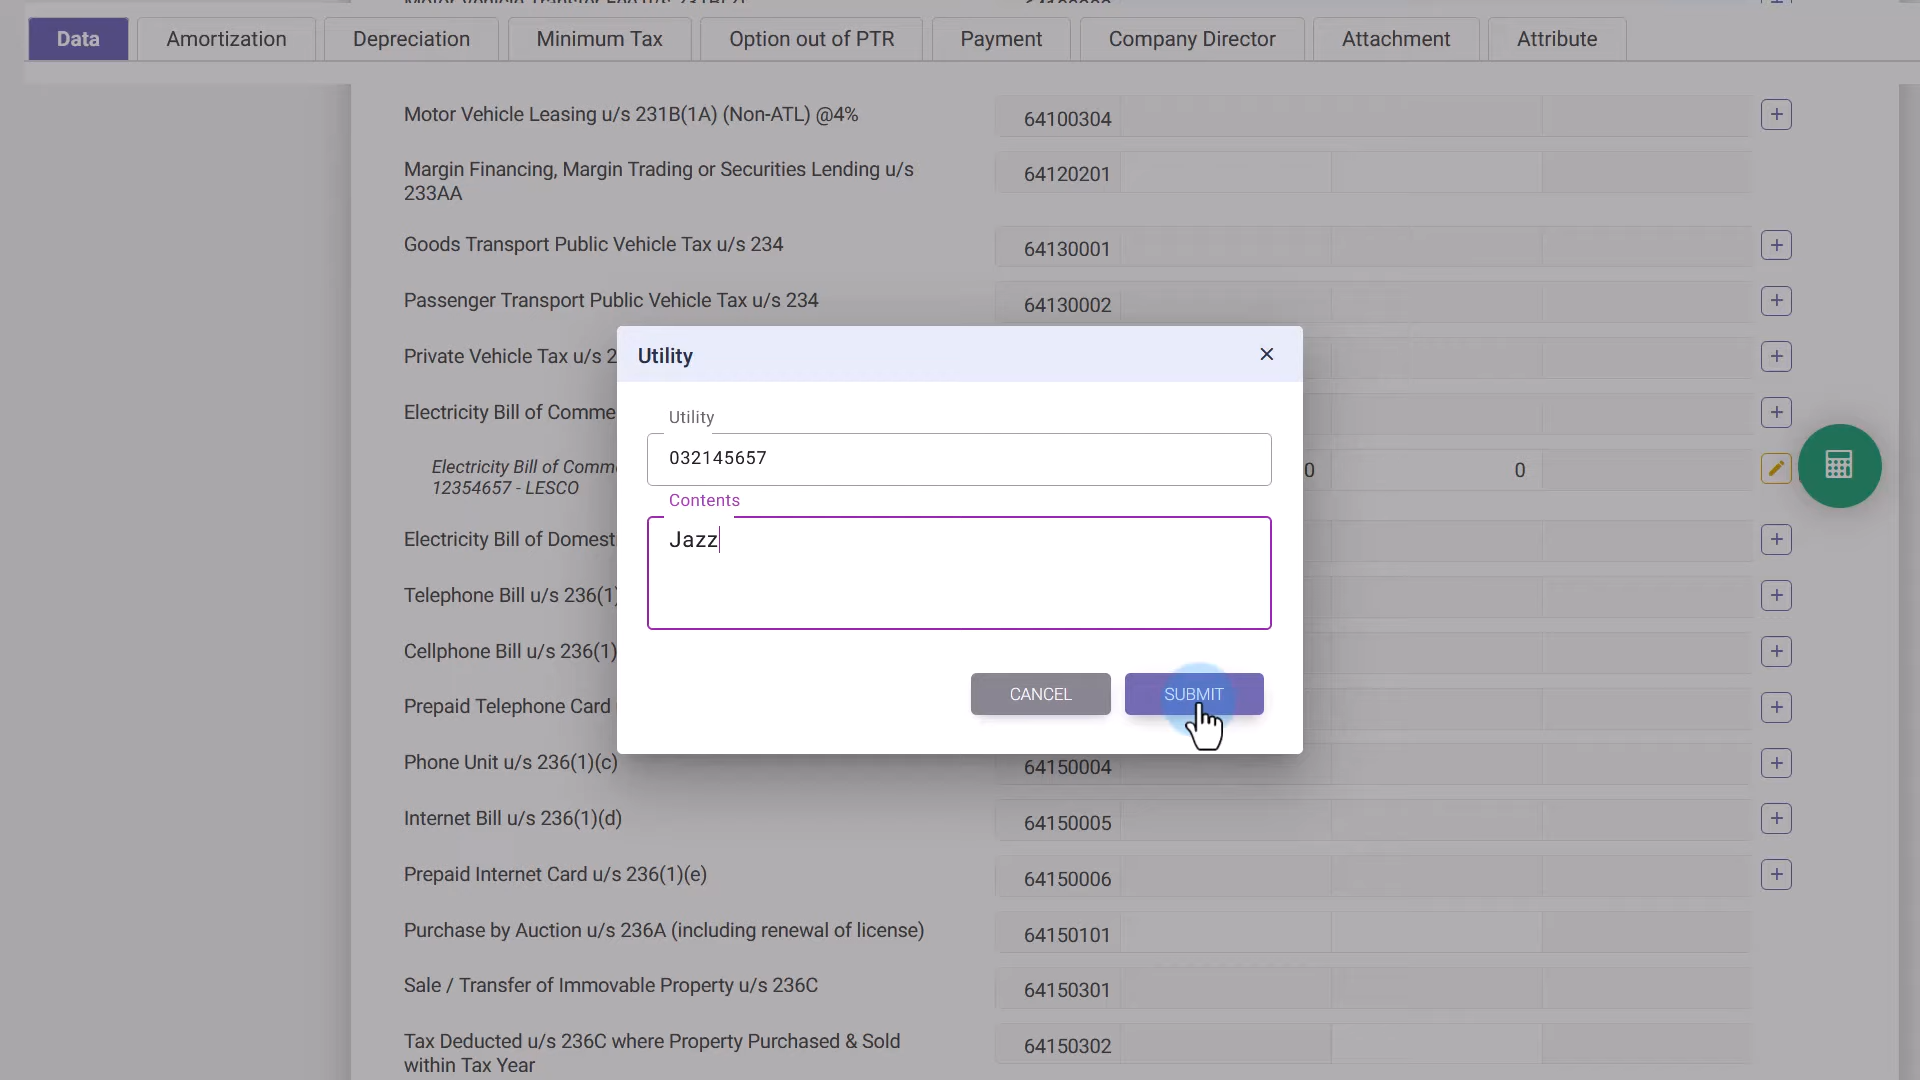 Data Amortization Depreciation Minimum Tax Option out of PTR Payment Company Director Attachment Attribute
Motor Vehicle Leasing u/s 231B(1A) (Non-ATL) @4% 64100304
Margin Financing, Margin Trading or Securities Lending u/s 64120201
233AA
Goods Transport Public Vehicle Tax u/s 234 64130001
Passenger Transport Public Vehicle Tax u/s 234 64130002
Private Vehicle Tax u/s 2
Electricity Bill of Comme
Electricity Bill of Comm 0 0
12354657 - LESCO
Electricity Bill of Domest
Telephone Bill u/s 236(1)
Cellphone Bill u/s 236(1)
Prepaid Telephone Card
Utility
Utility
032145657
Contents
Jazz
CANCEL SUBMIT
Phone Unit u/s 236(1)(c) 64150004
Internet Bill u/s 236(1)(d) 64150005
Prepaid Internet Card u/s 236(1)(e) 64150006
Purchase by Auction u/s 236A (including renewal of license) 64150101
Sale / Transfer of Immovable Property u/s 236C 64150301
Tax Deducted u/s 236C where Property Purchased & Sold 64150302
within Tax Year